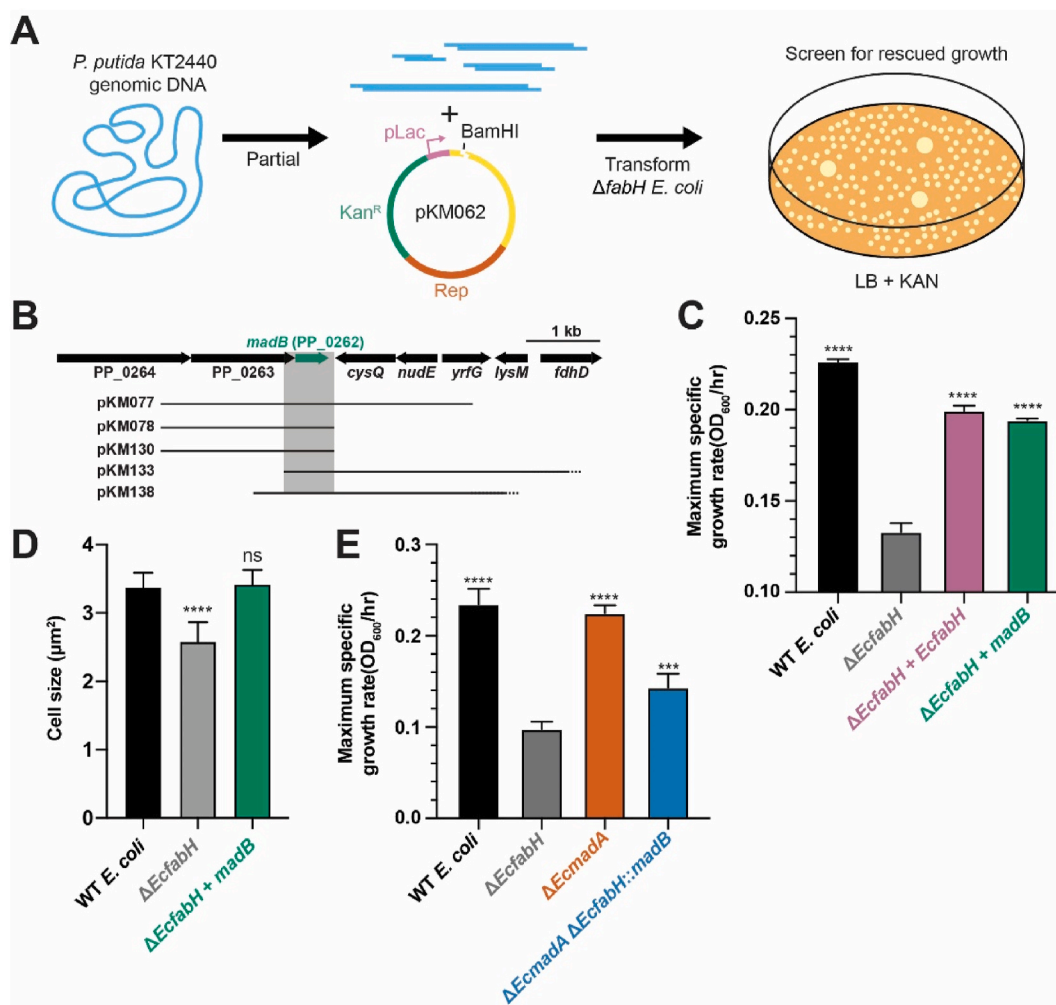 A
P. putida KT2440
genomic DNA
Partial
+
pLac
BamHI
Kan^R
pKM062
Rep
Transform
ΔfabH E. coli
Screen for rescued growth
LB + KAN
B
madB (PP_0262)
1 kb
PP_0264
PP_0263
cysQ
nudE
yrfG
lysM
fdhD
pKM077
pKM078
pKM130
pKM133
pKM138
C
Maximum specific
growth rate(OD₆₀₀/hr)
0.25
0.20
0.15
0.10
****
****
****
WT E. coli
ΔEcfabH
ΔEcfabH + EcfabH
ΔEcfabH + madB
D
Cell size (µm²)
4
3
2
1
0
****
ns
WT E. coli
ΔEcfabH
ΔEcfabH + madB
E
Maximum specific
growth rate(OD₆₀₀/hr)
0.3
0.2
0.1
0.0
****
****
***
WT E. coli
ΔEcfabH
ΔEcmadA
ΔEcmadA ΔEcfabH::madB